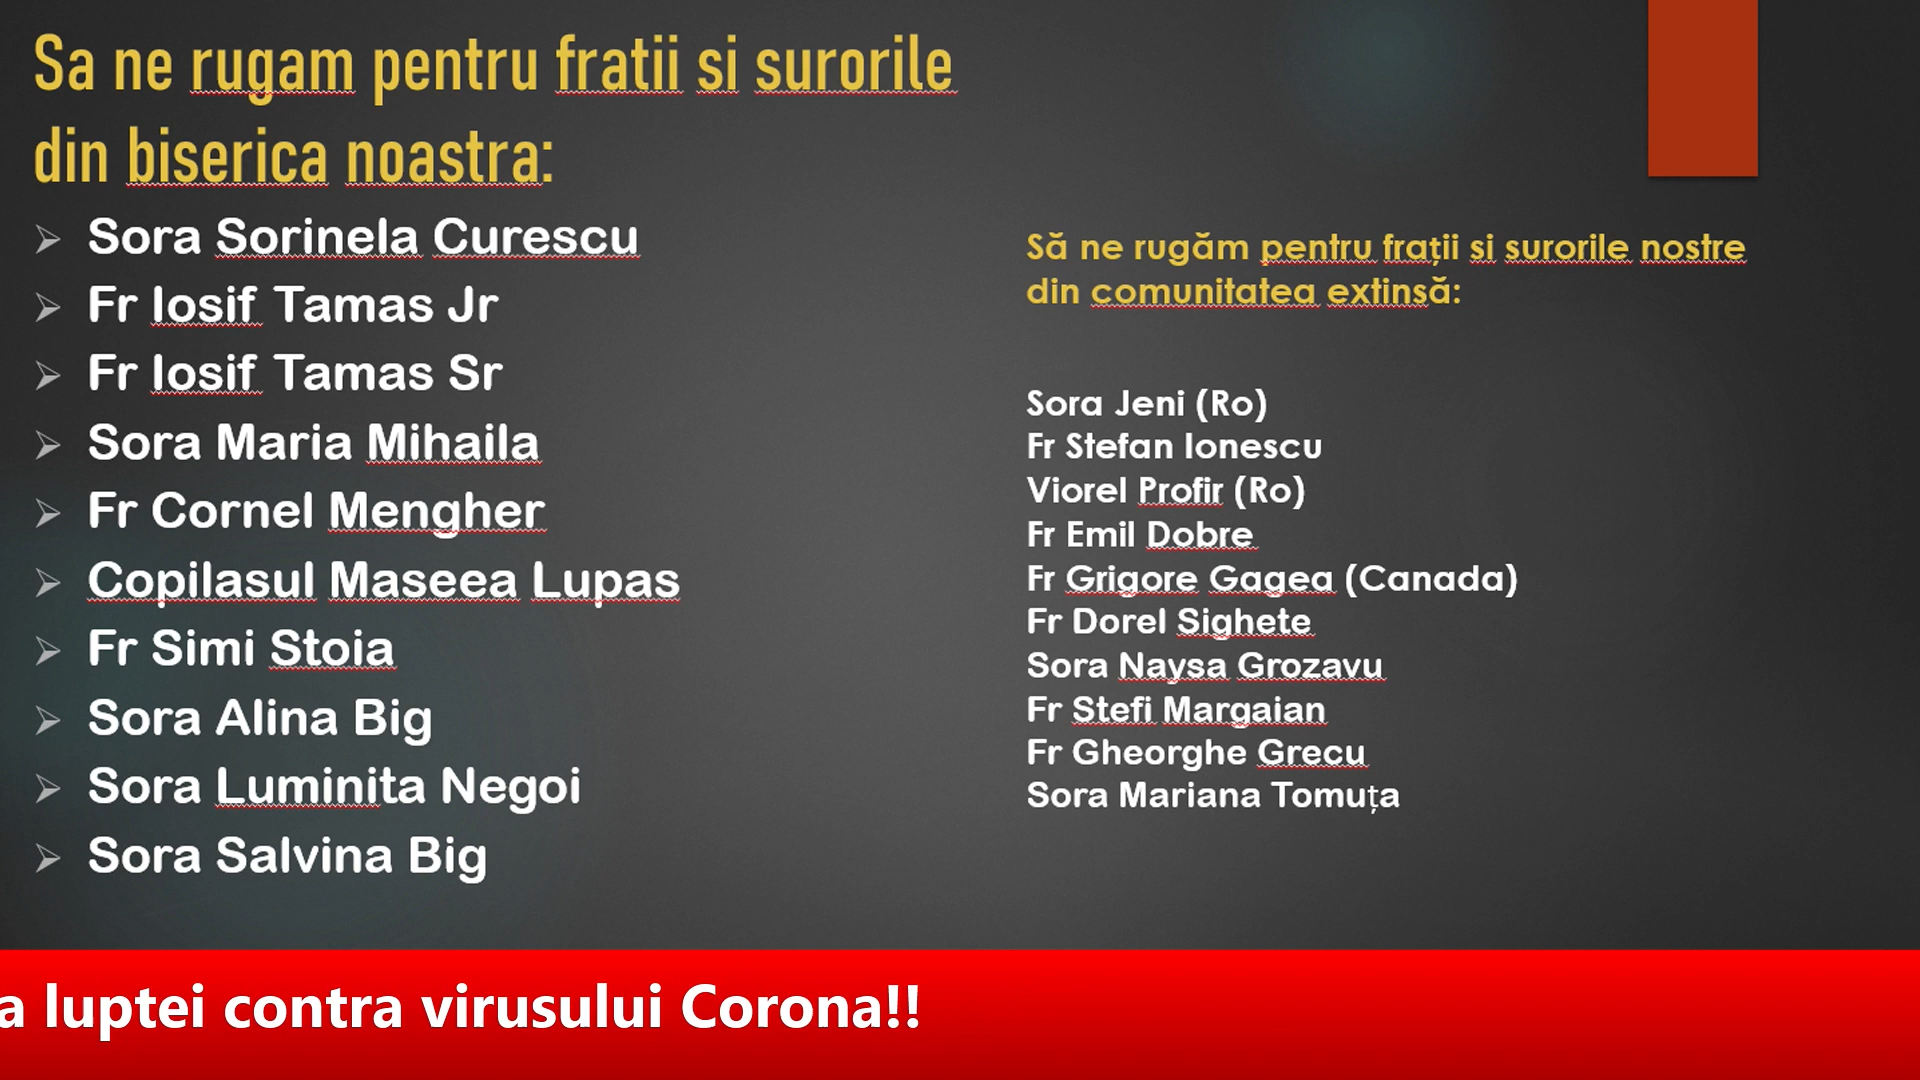 Sa ne rugam pentru fratii si surorile
din biserica noastra:
Sora Sorinela Curescu
Fr Iosif Tamas Jr
Fr Iosif Tamas Sr
Sora Maria Mihaila
Fr Cornel Mengher
Copilasul Maseea Lupas
Fr Simi Stoia
Sora Alina Big
Sora Luminita Negoi
Sora Salvina Big
Să ne rugăm pentru frații si surorile nostre
din comunitatea extinsă:
Sora Jeni (Ro)
Fr Stefan Ionescu
Viorel Profir (Ro)
Fr Emil Dobre
Fr Grigore Gagea (Canada)
Fr Dorel Sighete
Sora Naysa Grozavu
Fr Stefi Margaian
Fr Gheorghe Grecu
Sora Mariana Tomuța
a luptei contra virusului Corona!!